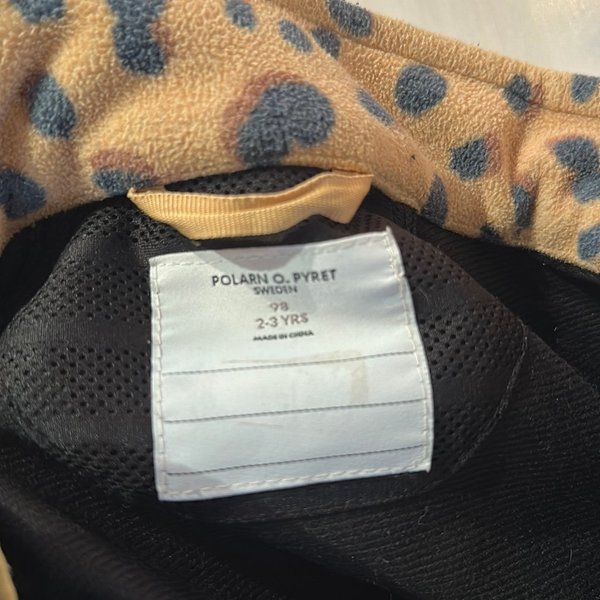 POLARN O. PYRET
SWEDEN
98
2-3 YRS
MADE IN CHINA